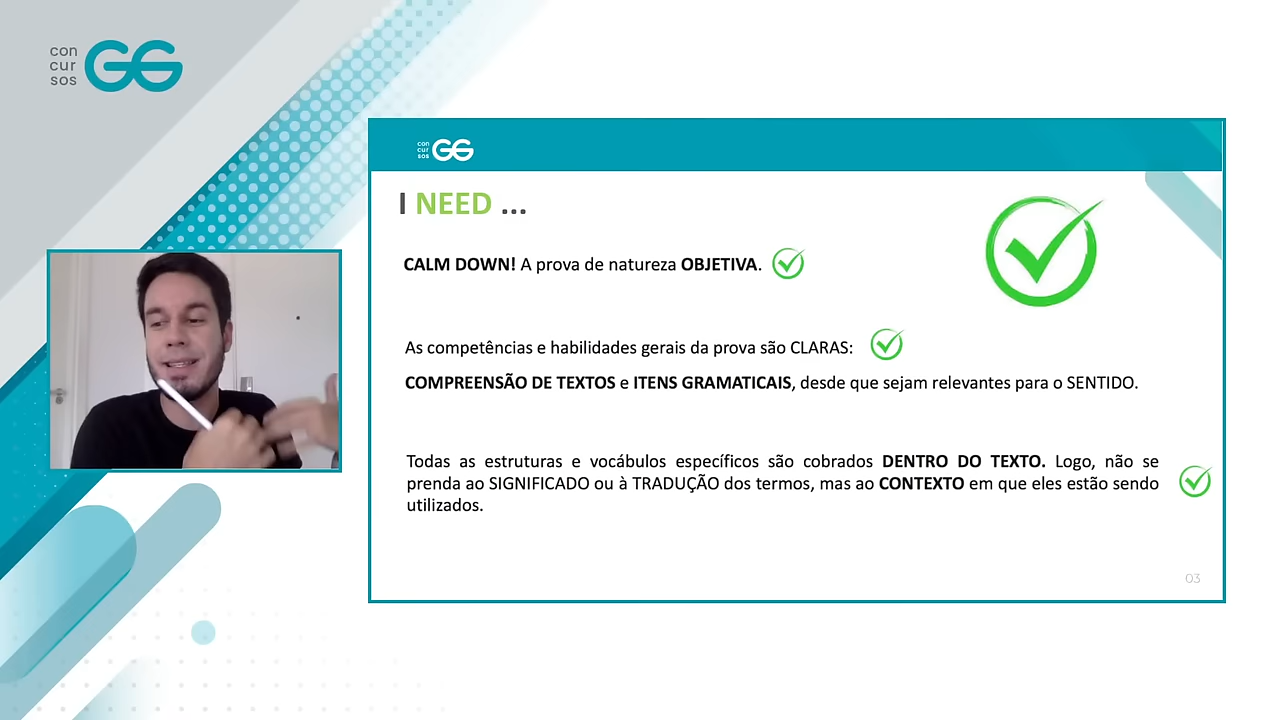 con
cur
sos
GG
con
cur
sos
GG
I NEED ...
CALM DOWN! A prova de natureza OBJETIVA.
As competências e habilidades gerais da prova são CLARAS:
COMPREENSÃO DE TEXTOS e ITENS GRAMATICAIS, desde que sejam relevantes para o SENTIDO.
Todas as estruturas e vocábulos específicos são cobrados DENTRO DO TEXTO. Logo, não se
prenda ao SIGNIFICADO ou à TRADUÇÃO dos termos, mas ao CONTEXTO em que eles estão sendo
utilizados.
03